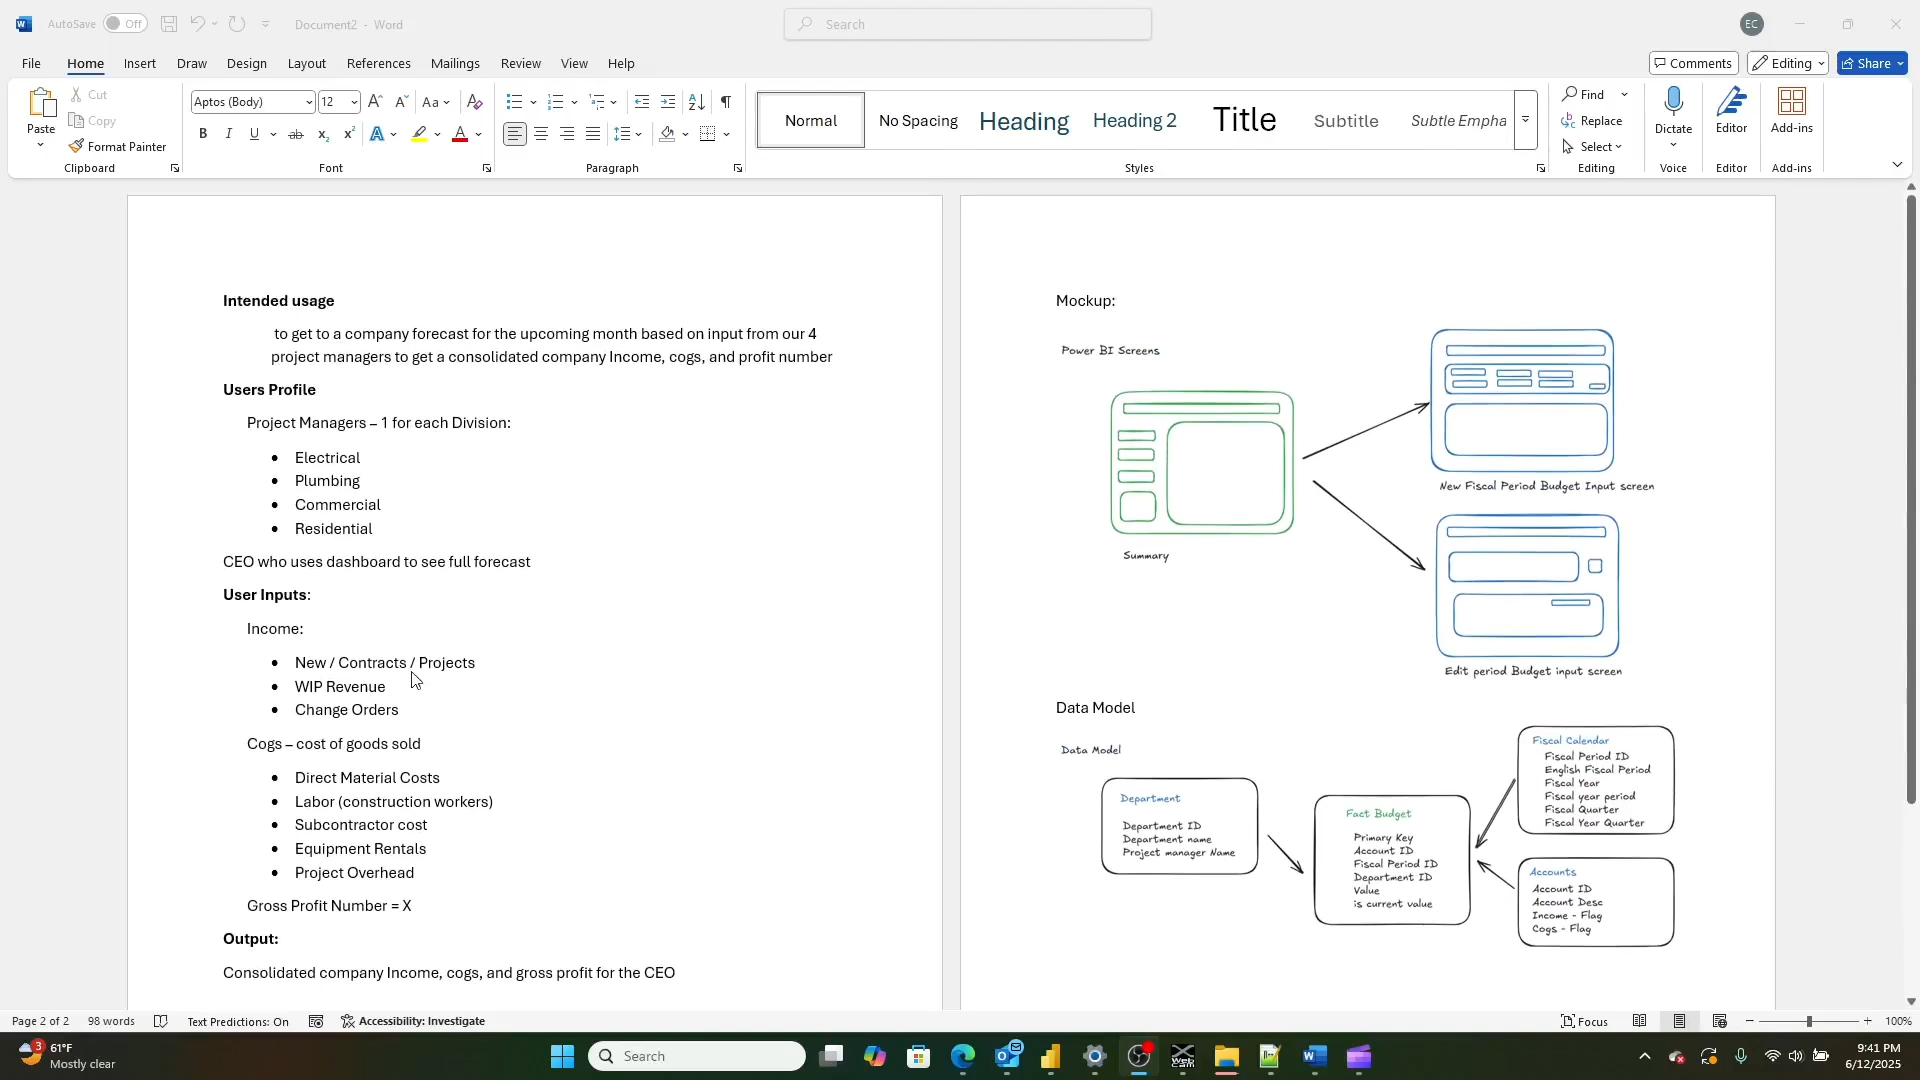 AutoSave Off Document2 - Word Search EC
File Home Insert Draw Design Layout References Mailings Review View Help Comments Editing Share
Paste Cut Copy Format Painter
Aptos (Body) 12
Normal No Spacing Heading Heading 2 Title Subtitle Subtle Empha
Find Replace Select Dictate Editor Add-ins
Clipboard Font Paragraph Styles Editing Voice Editor Add-ins
Intended usage
to get to a company forecast for the upcoming month based on input from our 4
project managers to get a consolidated company Income, cogs, and profit number
Users Profile
Project Managers – 1 for each Division:
• Electrical
• Plumbing
• Commercial
• Residential
CEO who uses dashboard to see full forecast
User Inputs:
Income:
• New / Contracts / Projects
• WIP Revenue
• Change Orders
Cogs – cost of goods sold
• Direct Material Costs
• Labor (construction workers)
• Subcontractor cost
• Equipment Rentals
• Project Overhead
Gross Profit Number = X
Output:
Consolidated company Income, cogs, and gross profit for the CEO
Mockup:
Power BI Screens
Summary
New Fiscal Period Budget Input screen
Edit period Budget input screen
Data Model
Data Model
Department
Department ID
Department name
Project manager Name
Fact Budget
Primary Key
Account ID
Fiscal Period ID
Department ID
Value
is current value
Fiscal Calendar
Fiscal Period ID
English Fiscal Period
Fiscal Year
Fiscal year period
Fiscal Quarter
Fiscal Year Quarter
Accounts
Account ID
Account Desc
Income - Flag
Cogs - Flag
Page 2 of 2 98 words Text Predictions: On Accessibility: Investigate Focus 100%
3 61°F
Mostly clear
Search
9:41 PM
6/12/2025